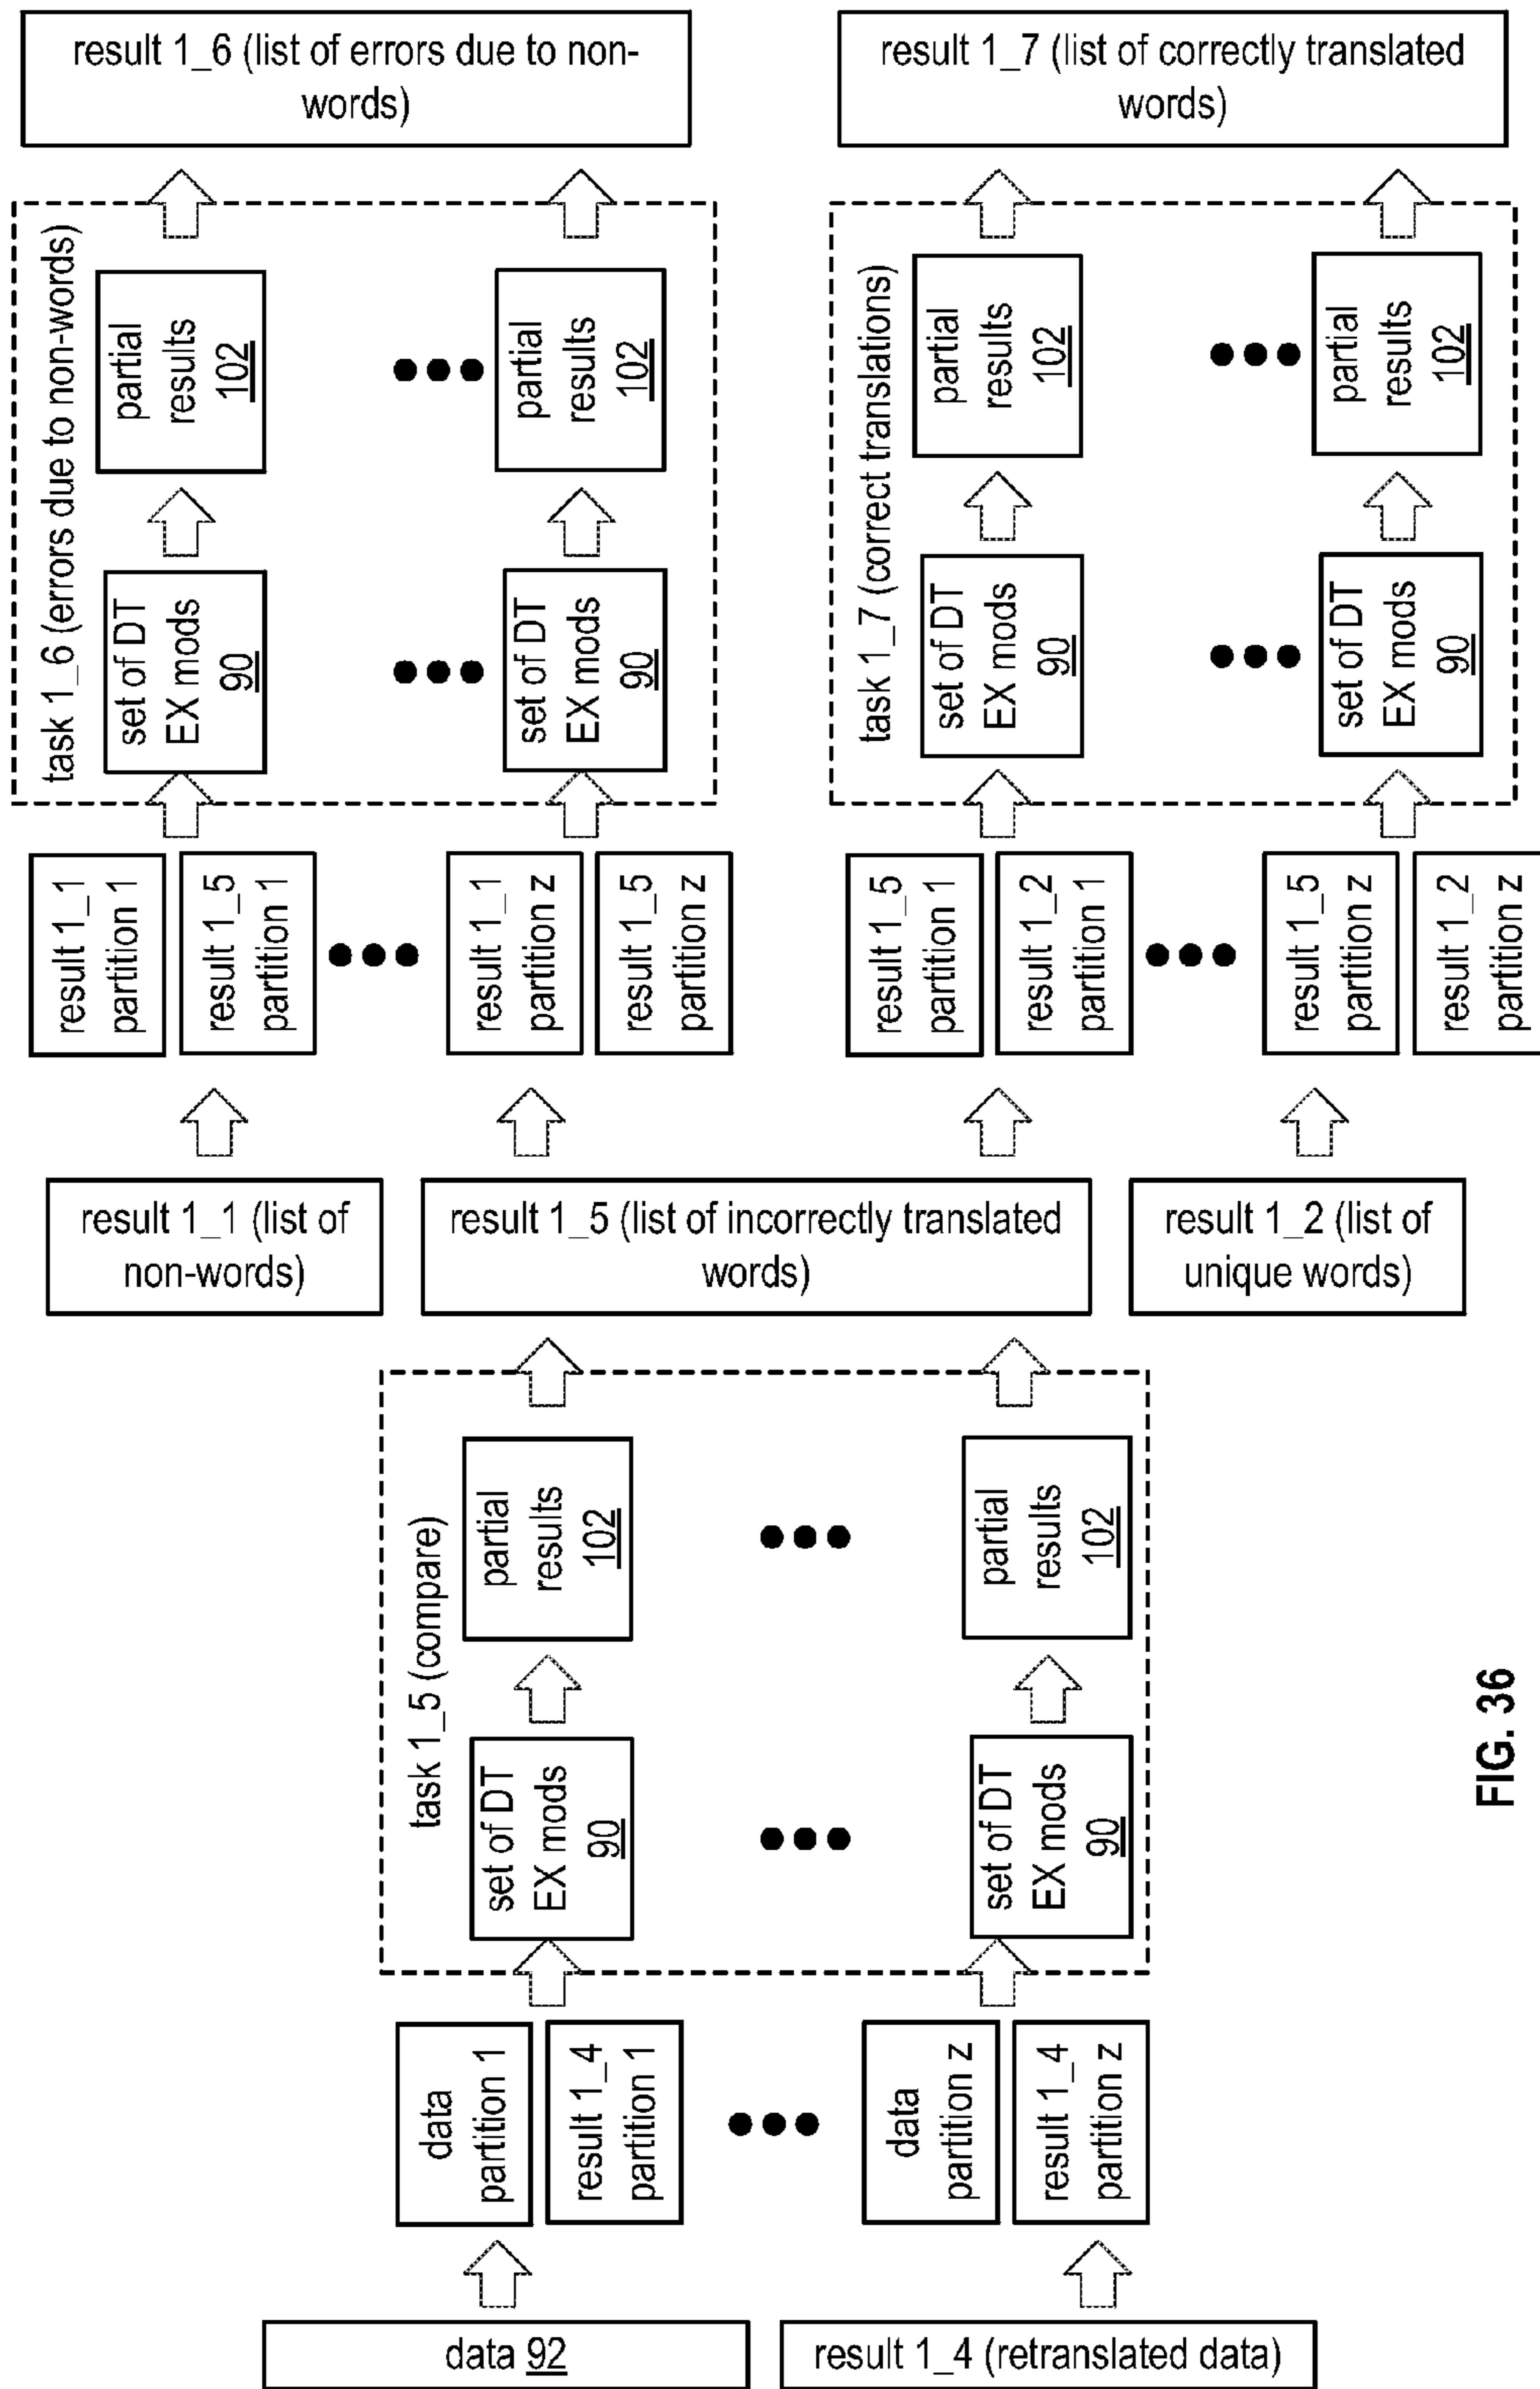 data 92
result 1_4 (retranslated data)
data
partition 1
result 1_4
partition 1
data
partition z
result 1_4
partition z
task 1_5 (compare)
set of DT
EX mods
90
partial
results
102
set of DT
EX mods
90
partial
results
102
result 1_1 (list of
non-words)
result 1_5 (list of incorrectly translated
words)
result 1_2 (list of
unique words)
result 1_1
partition 1
result 1_5
partition 1
result 1_1
partition z
result 1_5
partition z
task 1_6 (errors due to non-words)
set of DT
EX mods
90
partial
results
102
set of DT
EX mods
90
partial
results
102
result 1_6 (list of errors due to non-
words)
result 1_5
partition 1
result 1_2
partition 1
result 1_5
partition z
result 1_2
partition z
task 1_7 (correct translations)
set of DT
EX mods
90
partial
results
102
set of DT
EX mods
90
partial
results
102
result 1_7 (list of correctly translated
words)
FIG. 36